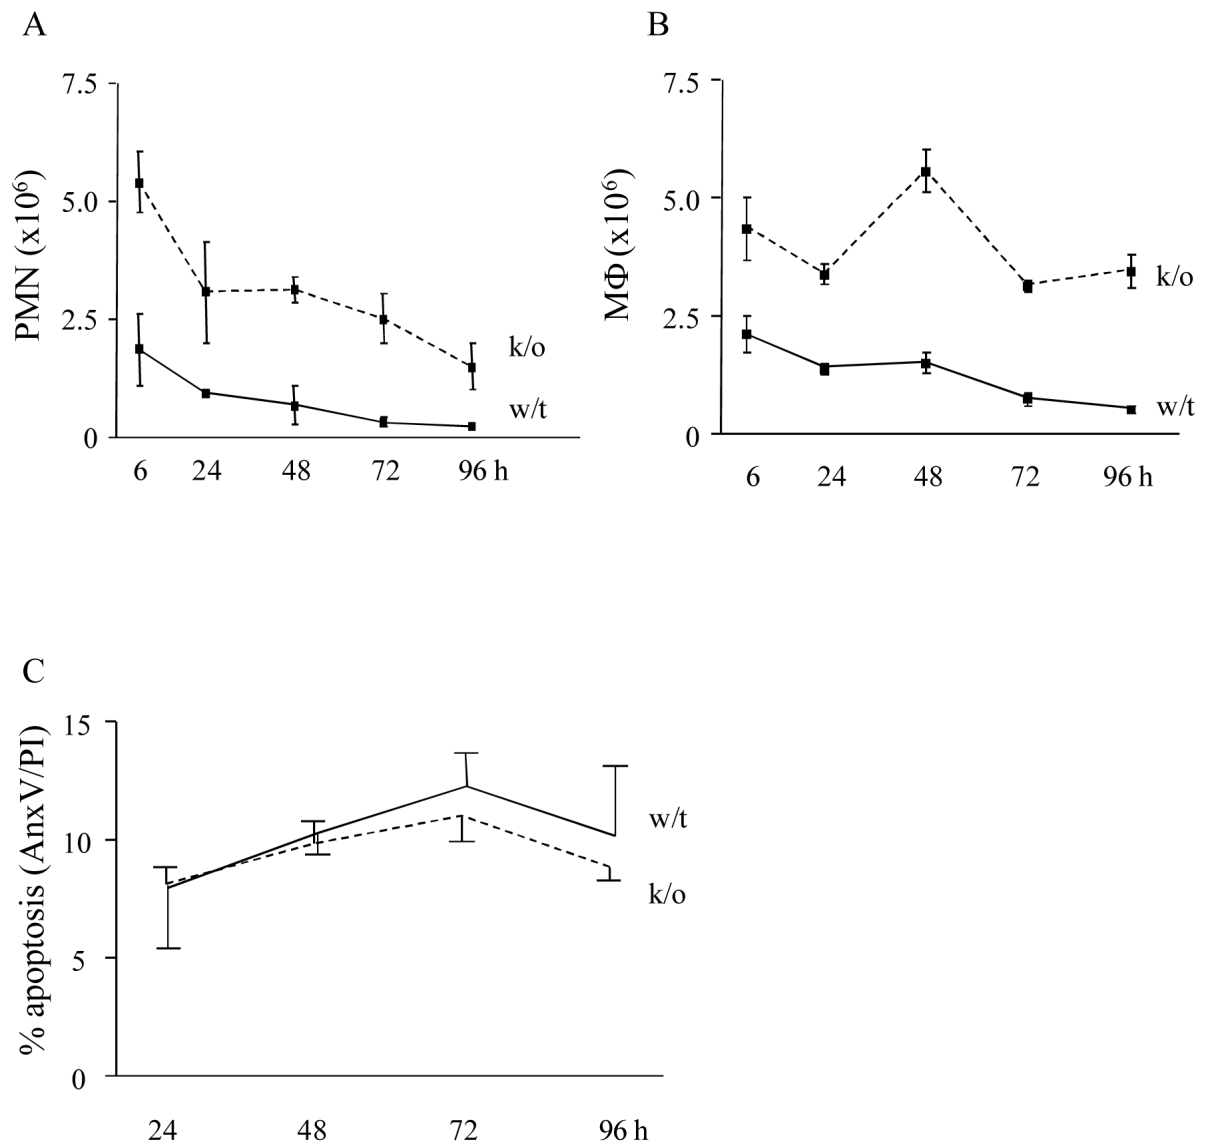 A
7.5
5.0
2.5
0
PMN (x10⁶)
k/o
w/t
6 24 48 72 96 h
B
7.5
5.0
2.5
0
MΦ (x10⁶)
k/o
w/t
6 24 48 72 96 h
C
15
10
5
0
% apoptosis (AnxV/PI)
w/t
k/o
24 48 72 96 h